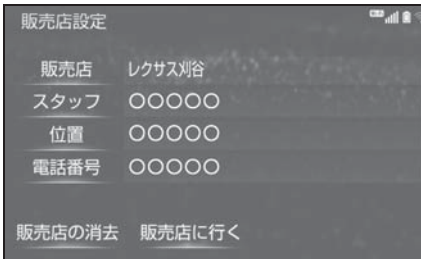 販売店設定
販売店 レクサス刈谷
スタッフ ○○○○○
位置 ○○○○○
電話番号 ○○○○○
販売店の消去 販売店に行く